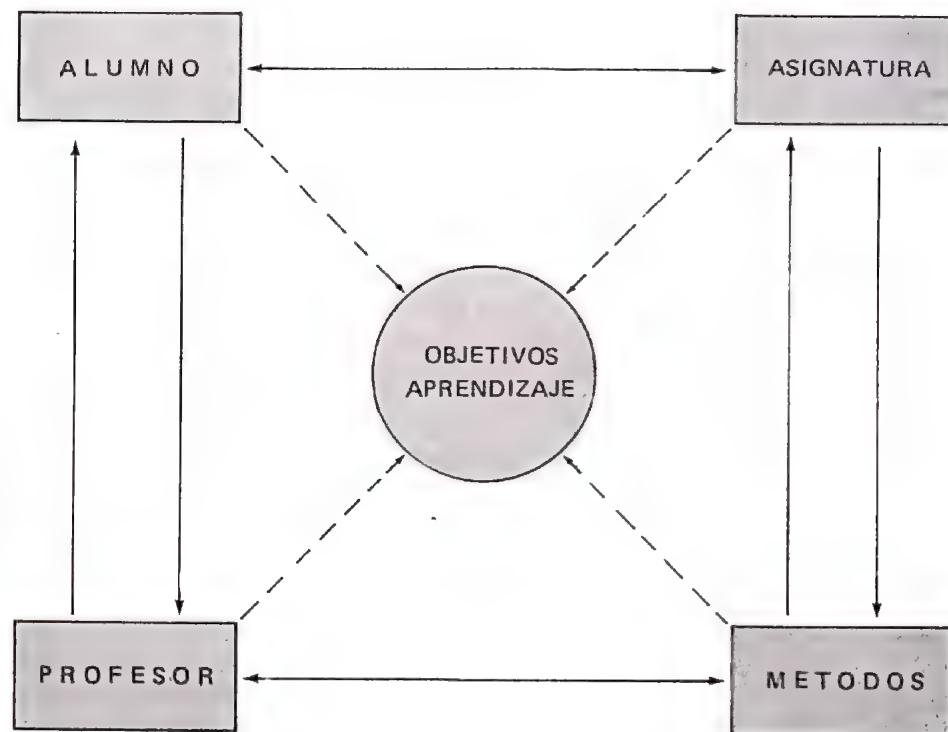 ALUMNO
ASIGNATURA
OBJETIVOS
APRENDIZAJE
PROFESOR
METODOS